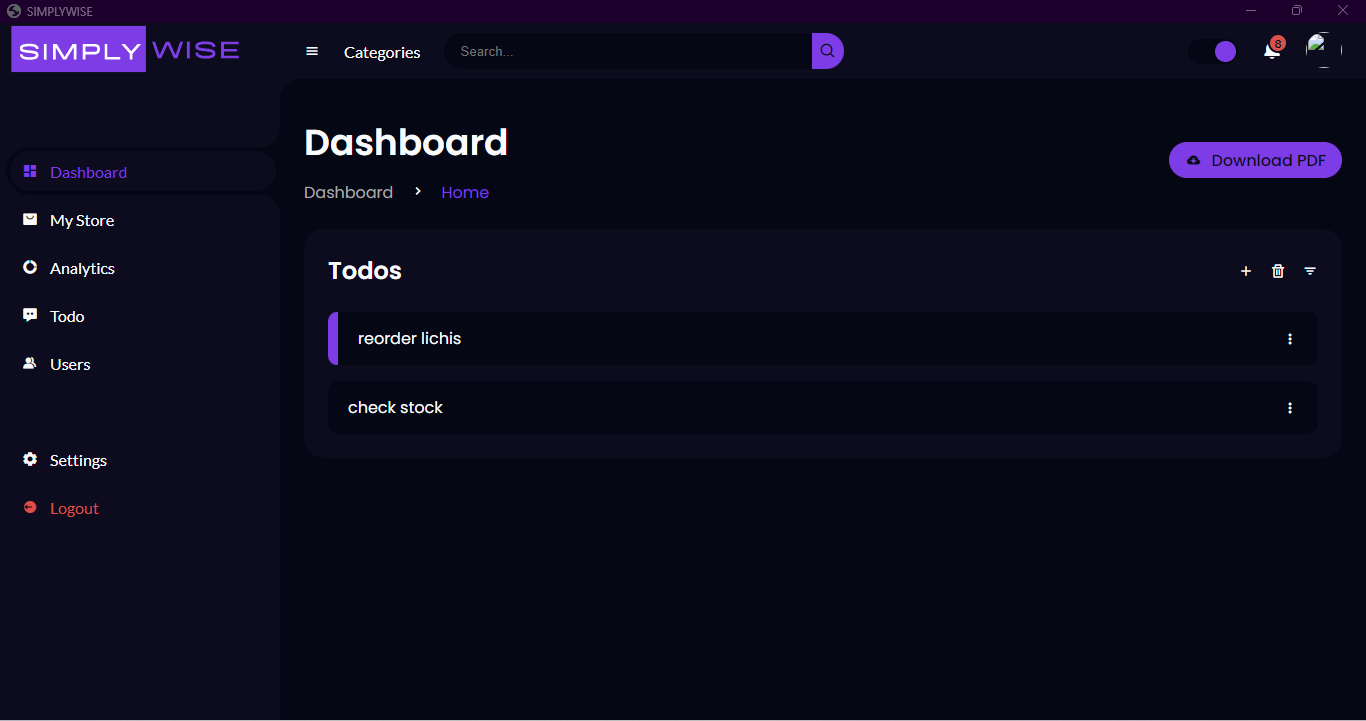 SIMPLYWISE
SIMPLY WISE
Categories
Search...
8
Dashboard
My Store
Analytics
Todo
Users
Settings
Logout
Dashboard
Dashboard > Home
Download PDF
Todos
reorder lichis
check stock